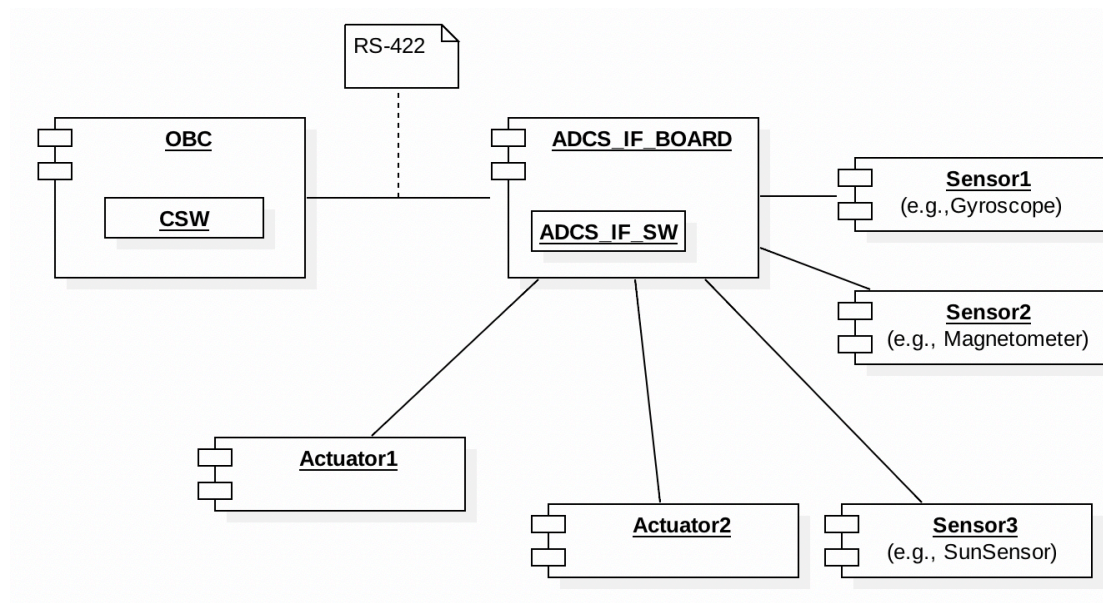 RS-422
OBC
CSW
ADCS_IF_BOARD
ADCS_IF_SW
Sensor1
(e.g.,Gyroscope)
Sensor2
(e.g., Magnetometer)
Actuator1
Actuator2
Sensor3
(e.g., SunSensor)